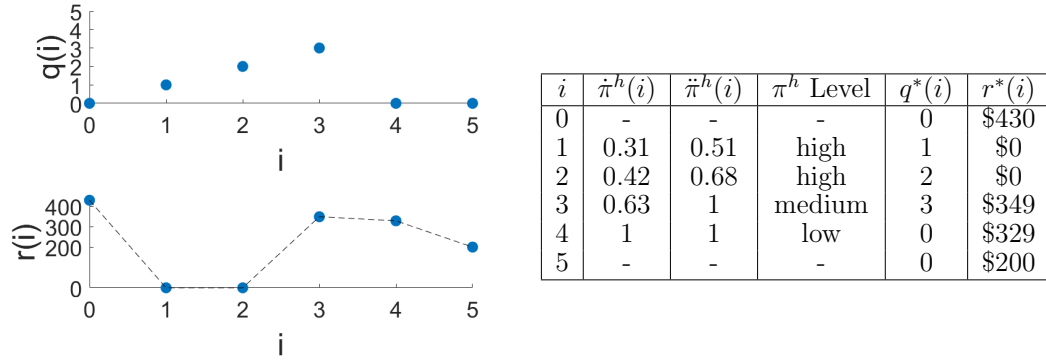 5
4
3
2
1
0
q(i)
0 1 2 3 4 5
i
400
300
200
0
r(i)
0 1 2 3 4 5
i
i π̇ʰ(i) π̈ʰ(i) πʰ Level q*(i) r*(i)
0 - - - 0 $430
1 0.31 0.51 high 1 $0
2 0.42 0.68 high 2 $0
3 0.63 1 medium 3 $349
4 1 1 low 0 $329
5 - - - 0 $200